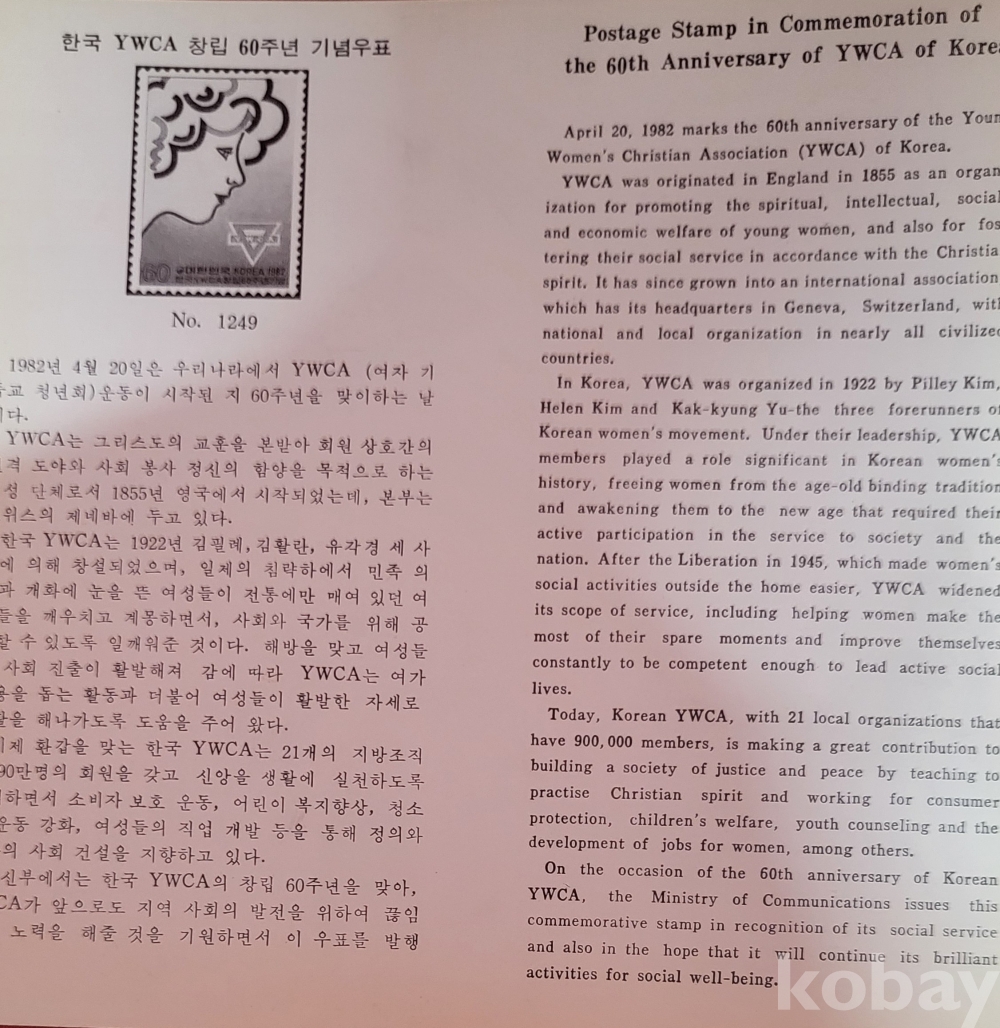 한국 YWCA 창립 60주년 기념우표
60
대한민국 KOREA 1982
No. 1249
1982년 4월 20일은 우리나라에서 YWCA (여자 기
교 청년회)운동이 시작된 지 60주년을 맞이하는 날
다.
YWCA는 그리스도의 교훈을 본받아 회원 상호간의
격 도야와 사회 봉사 정신의 함양을 목적으로 하는
성 단체로서 1855년 영국에서 시작되었는데, 본부는
위스의 제네바에 두고 있다.
한국 YWCA는 1922년 김필례, 김활란, 유각경 세 사
에 의해 창설되었으며, 일제의 침략하에서 민족 의
과 개화에 눈을 뜬 여성들이 전통에만 매여 있던 여
들을 깨우치고 계몽하면서, 사회와 국가를 위해 공
할 수 있도록 일깨워준 것이다. 해방을 맞고 여성들
사회 진출이 활발해져 감에 따라 YWCA는 여가
용을 돕는 활동과 더불어 여성들이 활발한 자세로
을 해나가도록 도움을 주어 왔다.
제 환갑을 맞는 한국 YWCA는 21개의 지방조직
90만명의 회원을 갖고 신앙을 생활에 실천하도록
하면서 소비자 보호 운동, 어린이 복지향상, 청소
운동 강화, 여성들의 직업 개발 등을 통해 정의와
의 사회 건설을 지향하고 있다.
신부에서는 한국 YWCA의 창립 60주년을 맞아,
CA가 앞으로도 지역 사회의 발전을 위하여 끊임
노력을 해줄 것을 기원하면서 이 우표를 발행
Postage Stamp in Commemoration of
the 60th Anniversary of YWCA of Korea
April 20, 1982 marks the 60th anniversary of the Youn
Women's Christian Association (YWCA) of Korea.
YWCA was originated in England in 1855 as an organ
ization for promoting the spiritual, intellectual, social
and economic welfare of young women, and also for fos
tering their social service in accordance with the Christia
spirit. It has since grown into an international association
which has its headquarters in Geneva, Switzerland, with
national and local organization in nearly all civilized
countries.
In Korea, YWCA was organized in 1922 by Pilley Kim,
Helen Kim and Kak-kyung Yu-the three forerunners of
Korean women's movement. Under their leadership, YWCA
members played a role significant in Korean women's
history, freeing women from the age-old binding tradition
and awakening them to the new age that required their
active participation in the service to society and the
nation. After the Liberation in 1945, which made women's
social activities outside the home easier, YWCA widened
its scope of service, including helping women make the
most of their spare moments and improve themselves
constantly to be competent enough to lead active social
lives.
Today, Korean YWCA, with 21 local organizations that
have 900,000 members, is making a great contribution to
building a society of justice and peace by teaching to
practise Christian spirit and working for consumer
protection, children's welfare, youth counseling and the
development of jobs for women, among others.
On the occasion of the 60th anniversary of Korean
YWCA, the Ministry of Communications issues this
commemorative stamp in recognition of its social service
and also in the hope that it will continue its brilliant
activities for social well-being.
kobay